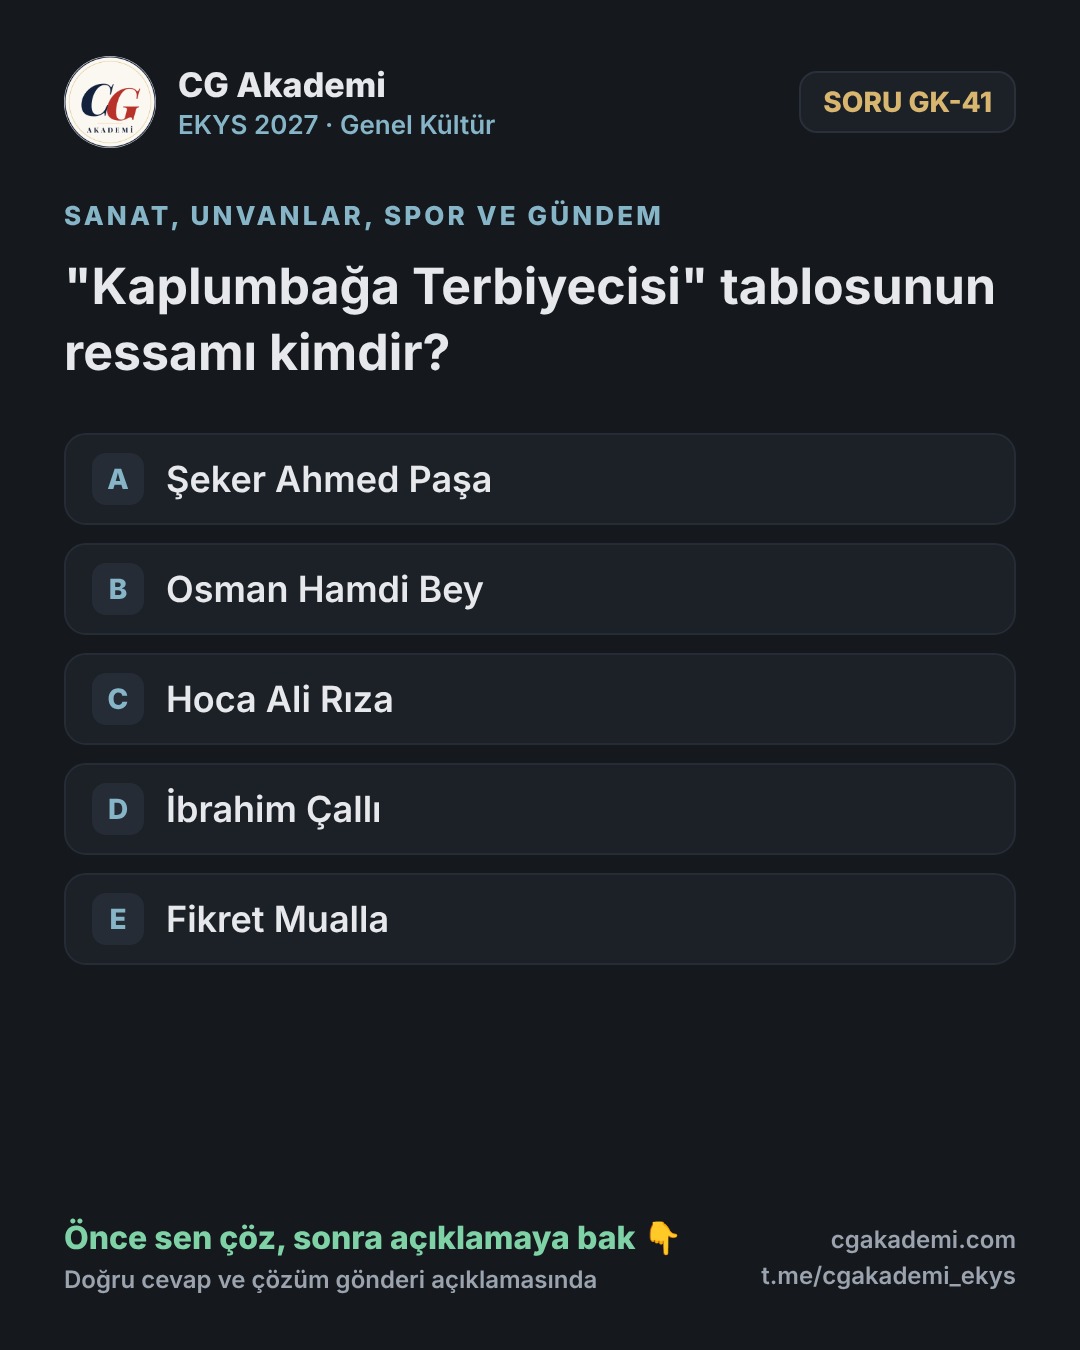 CG
AKADEMİ
CG Akademi
EKYS 2027 · Genel Kültür
SORU GK-41
SANAT, UNVANLAR, SPOR VE GÜNDEM
"Kaplumbağa Terbiyecisi" tablosunun
ressamı kimdir?
A Şeker Ahmed Paşa
B Osman Hamdi Bey
C Hoca Ali Rıza
D İbrahim Çallı
E Fikret Mualla
Önce sen çöz, sonra açıklamaya bak 👇
Doğru cevap ve çözüm gönderi açıklamasında
cgakademi.com
t.me/cgakademi_ekys